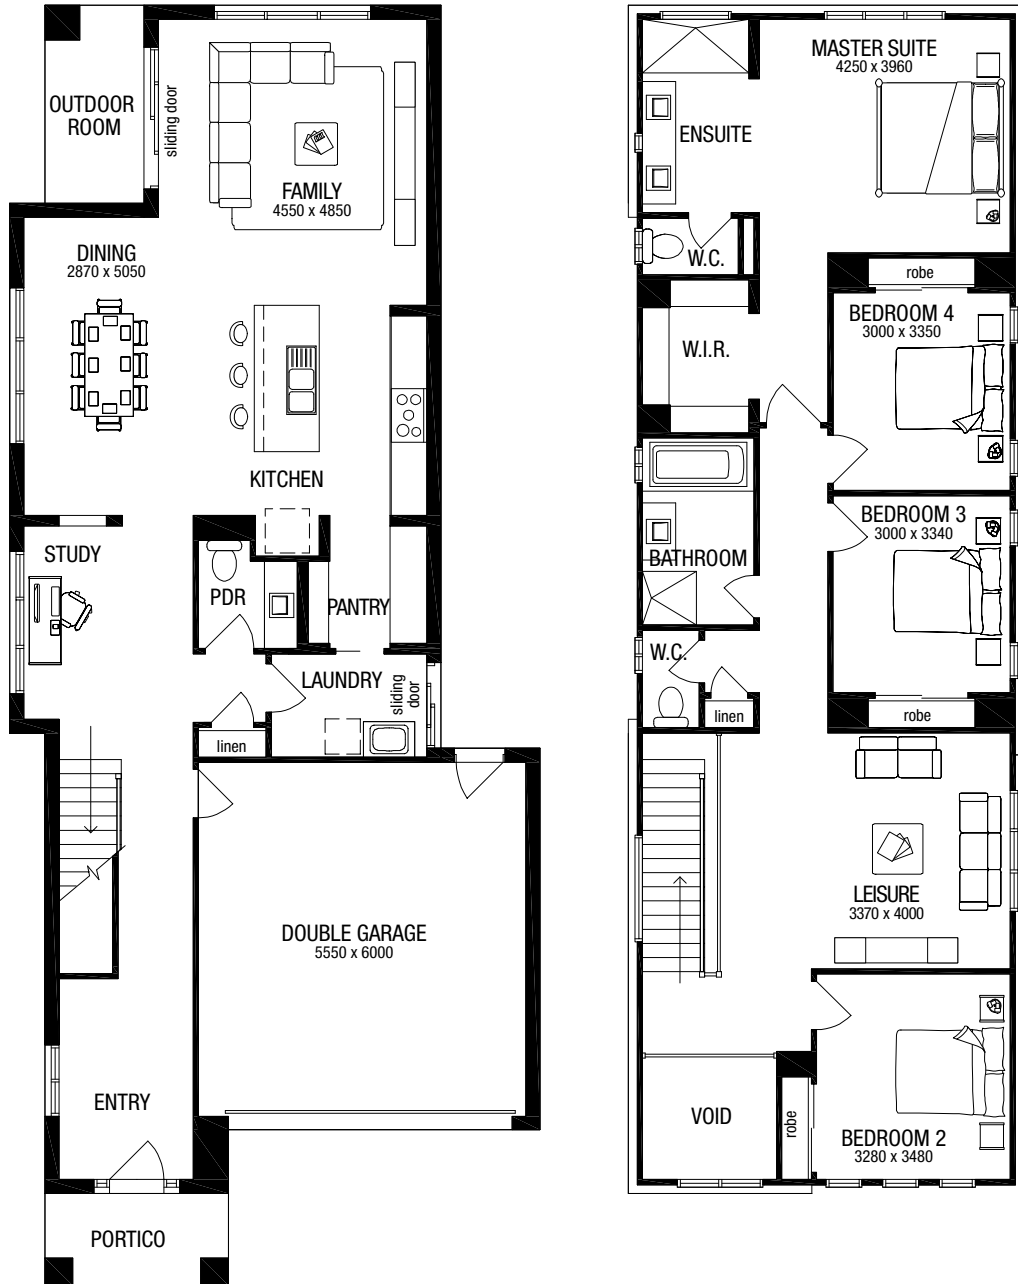 OUTDOOR
ROOM
sliding door
FAMILY
4550 x 4850
DINING
2870 x 5050
KITCHEN
STUDY
PDR
PANTRY
LAUNDRY
sliding
door
linen
DOUBLE GARAGE
5550 x 6000
ENTRY
PORTICO
MASTER SUITE
4250 x 3960
ENSUITE
W.C.
robe
BEDROOM 4
3000 x 3350
W.I.R.
BEDROOM 3
3000 x 3340
BATHROOM
W.C.
linen
robe
LEISURE
3370 x 4000
VOID
robe
BEDROOM 2
3280 x 3480